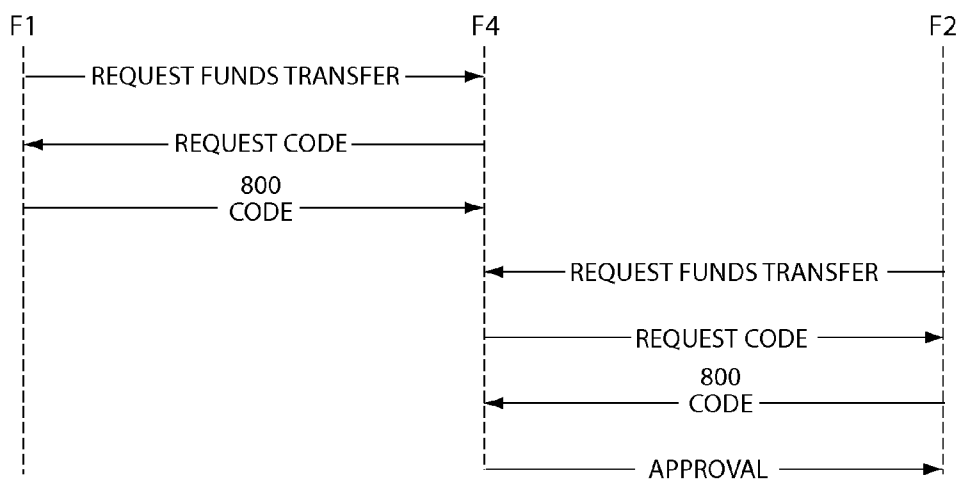 F1 F4 F2
REQUEST FUNDS TRANSFER
REQUEST CODE
800
CODE
REQUEST FUNDS TRANSFER
REQUEST CODE
800
CODE
APPROVAL